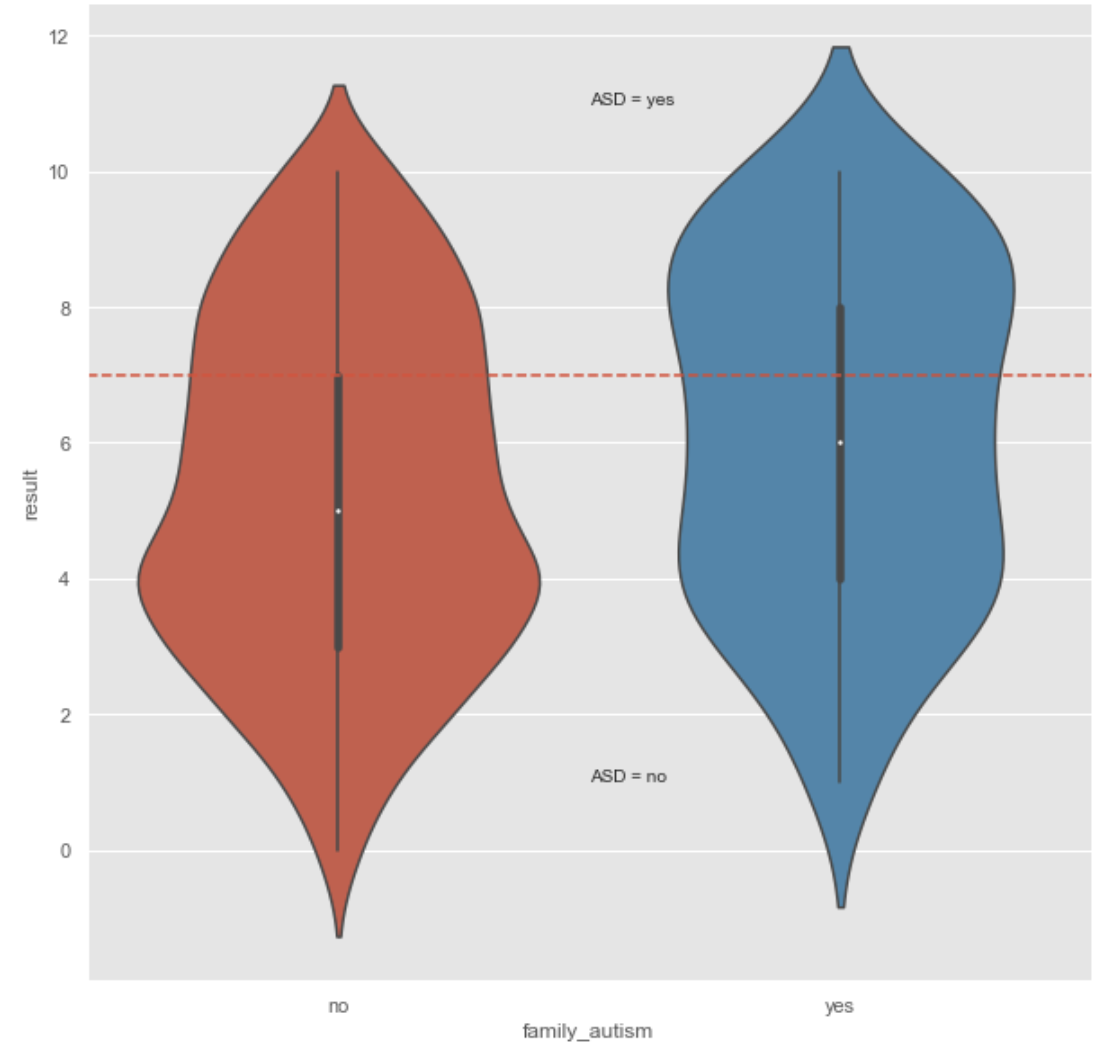 12
ASD = yes
10
8
6
result
4
2
ASD = no
0
no
yes
family_autism